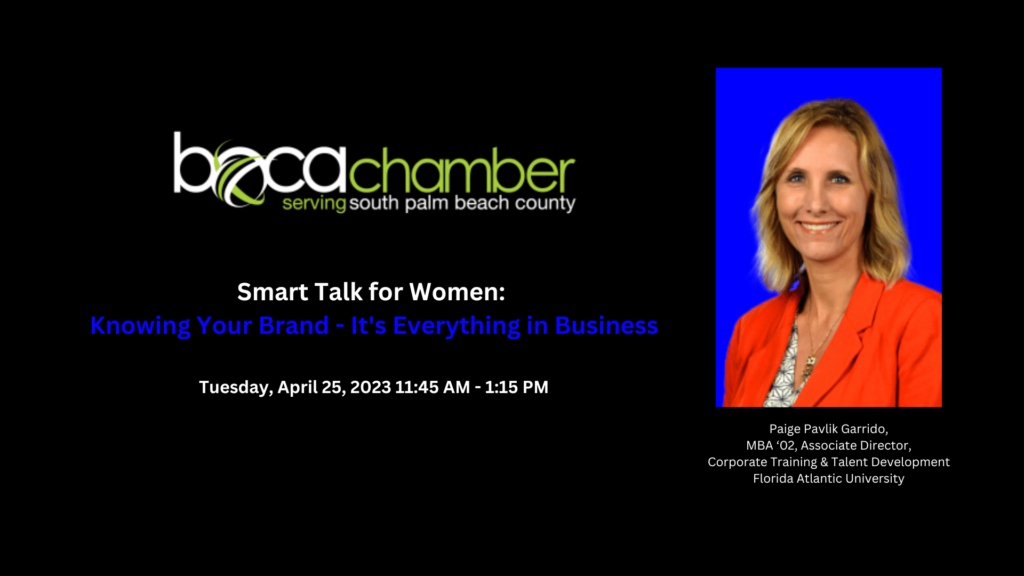 bocachamber
serving south palm beach county
Smart Talk for Women:
Knowing Your Brand - It's Everything in Business
Tuesday, April 25, 2023 11:45 AM - 1:15 PM
Paige Pavlik Garrido,
MBA ‘02, Associate Director,
Corporate Training & Talent Development
Florida Atlantic University